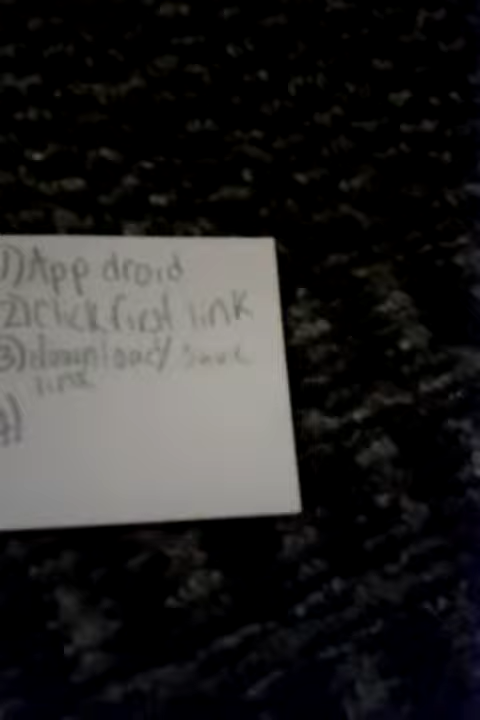 1) App droid
2) click first link
3) download/ save
link
4)